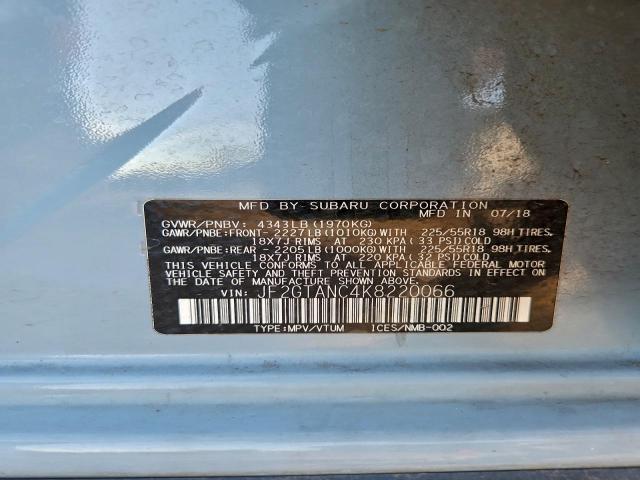 MFD BY SUBARU CORPORATION
MFD IN 07/18
GVWR/PNBV: 4343LB (1970KG)
GAWR/PNBE:FRONT- 2227LB(1010KG)WITH 225/55R18 98H TIRES.
18X7J RIMS AT 230 KPA ( 33 PSI)COLD
GAWR/PNBE:REAR - 2205LB(1000KG)WITH 225/55R18 98H TIRES.
18X7J RIMS AT 220 KPA ( 32 PSI)COLD
THIS VEHICLE CONFORMS TO ALL APPLICABLE FEDERAL MOTOR
VEHICLE SAFETY AND THEFT PREVENTION STANDARDS IN EFFECT
ON THE DATE OF MANUFACTURE SHOWN ABOVE.
VIN: JF2GTANC4K8220066
TYPE:MPV/VTUM ICES/NMB-002